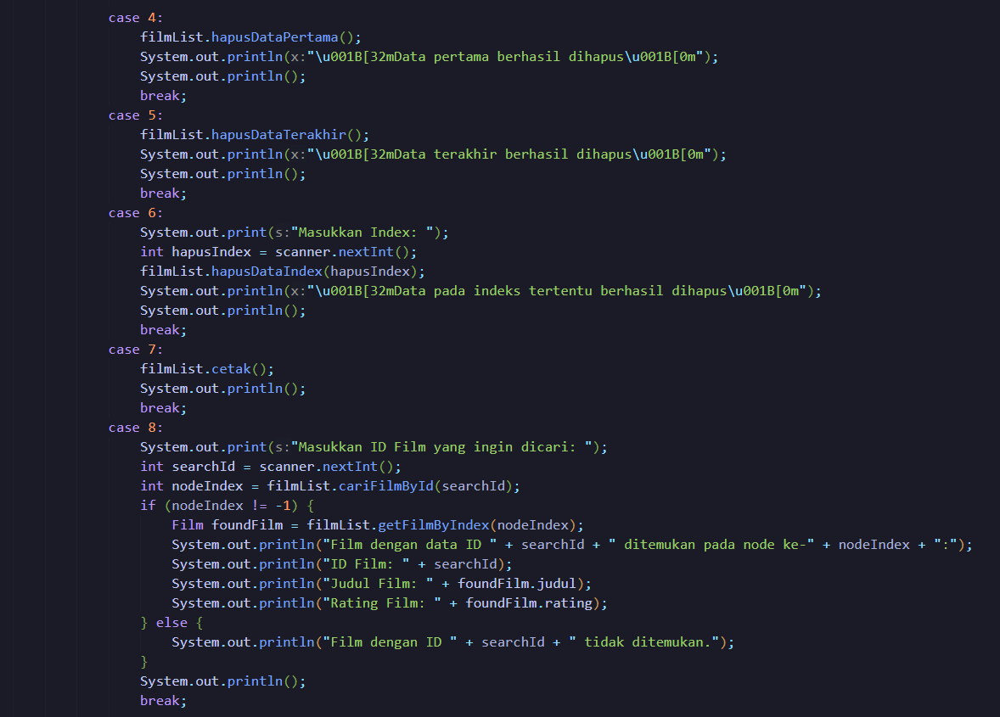 case 4:
filmList.hapusDataPertama();
System.out.println(x:"\u001B[32mData pertama berhasil dihapus\u001B[0m");
System.out.println();
break;
case 5:
filmList.hapusDataTerakhir();
System.out.println(x:"\u001B[32mData terakhir berhasil dihapus\u001B[0m");
System.out.println();
break;
case 6:
System.out.print(s:"Masukkan Index: ");
int hapusIndex = scanner.nextInt();
filmList.hapusDataIndex(hapusIndex);
System.out.println(x:"\u001B[32mData pada indeks tertentu berhasil dihapus\u001B[0m");
System.out.println();
break;
case 7:
filmList.cetak();
System.out.println();
break;
case 8:
System.out.print(s:"Masukkan ID Film yang ingin dicari: ");
int searchId = scanner.nextInt();
int nodeIndex = filmList.cariFilmById(searchId);
if (nodeIndex != -1) {
Film foundFilm = filmList.getFilmByIndex(nodeIndex);
System.out.println("Film dengan data ID " + searchId + " ditemukan pada node ke-" + nodeIndex + ":");
System.out.println("ID Film: " + searchId);
System.out.println("Judul Film: " + foundFilm.judul);
System.out.println("Rating Film: " + foundFilm.rating);
} else {
System.out.println("Film dengan ID " + searchId + " tidak ditemukan.");
}
System.out.println();
break;